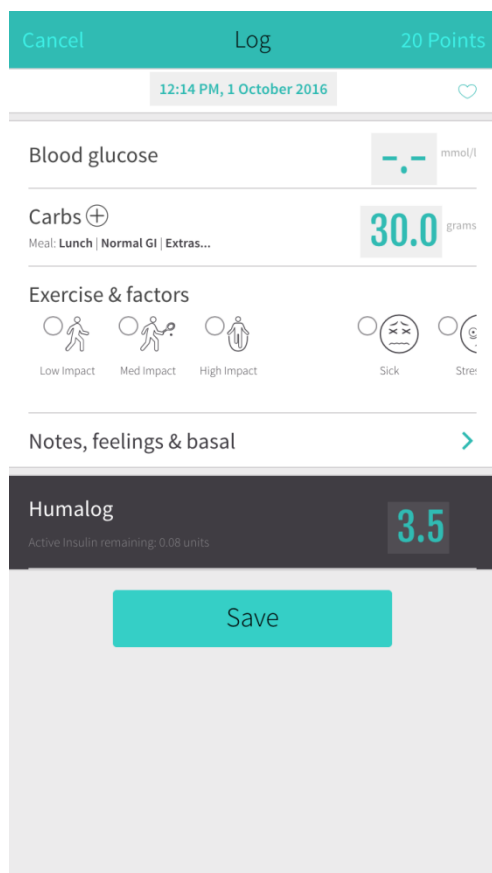 Cancel Log 20 Points
12:14 PM, 1 October 2016
Blood glucose -.- mmol/l
Carbs 30.0 grams
Meal: Lunch | Normal GI | Extras...
Exercise & factors
Low Impact Med Impact High Impact Sick Stres
Notes, feelings & basal
Humalog 3.5
Active Insulin remaining: 0.08 units
Save